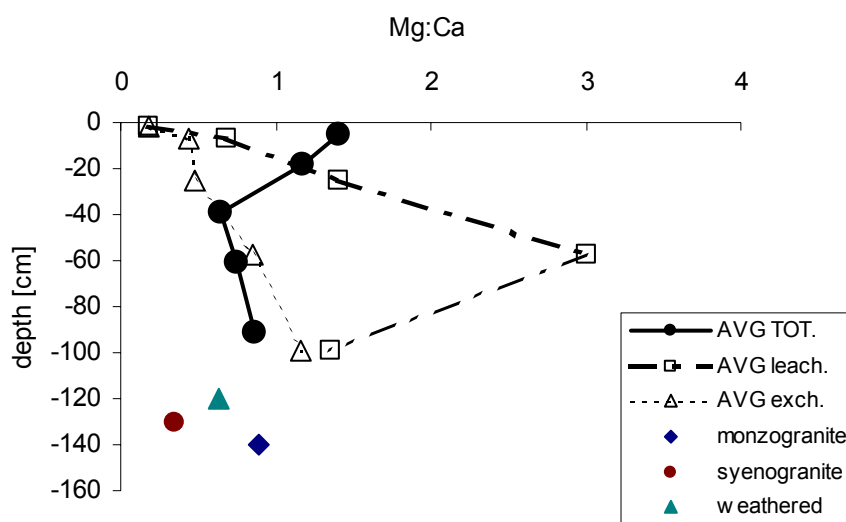 Mg:Ca
0 1 2 3 4
0
-20
-40
-60
-80
-100
-120
-140
-160
depth [cm]
AVG TOT.
AVG leach.
AVG exch.
monzogranite
syenogranite
weathered